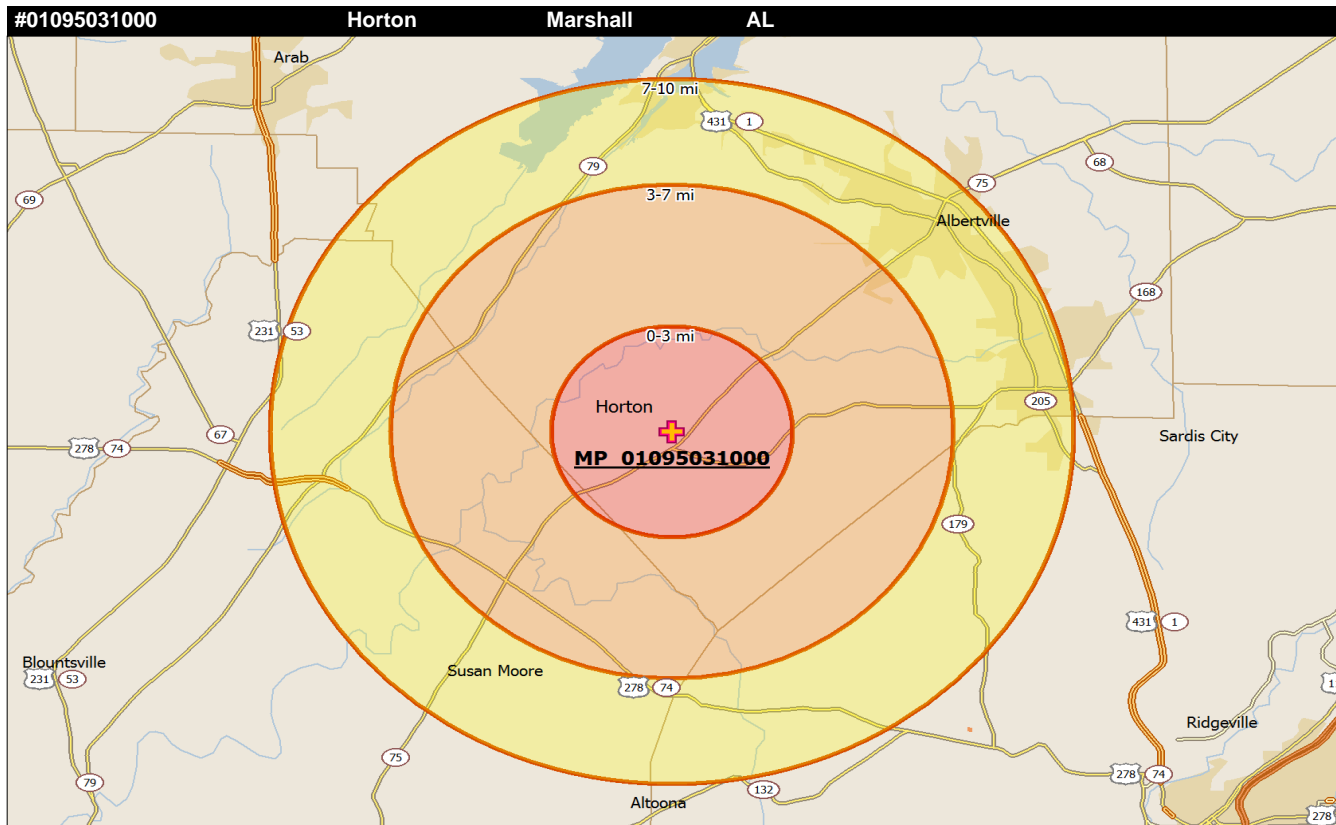 #01095031000 Horton Marshall AL
Arab
7-10 mi
431 1
79
68
75
3-7 mi
69
Albertville
168
231 53
0-3 mi
205
Horton
67
Sardis City
278 74
MP 01095031000
179
431 1
Blountsville
Susan Moore
231 53
278 74
Ridgeville
75
278 74
79
132
Altoona
278